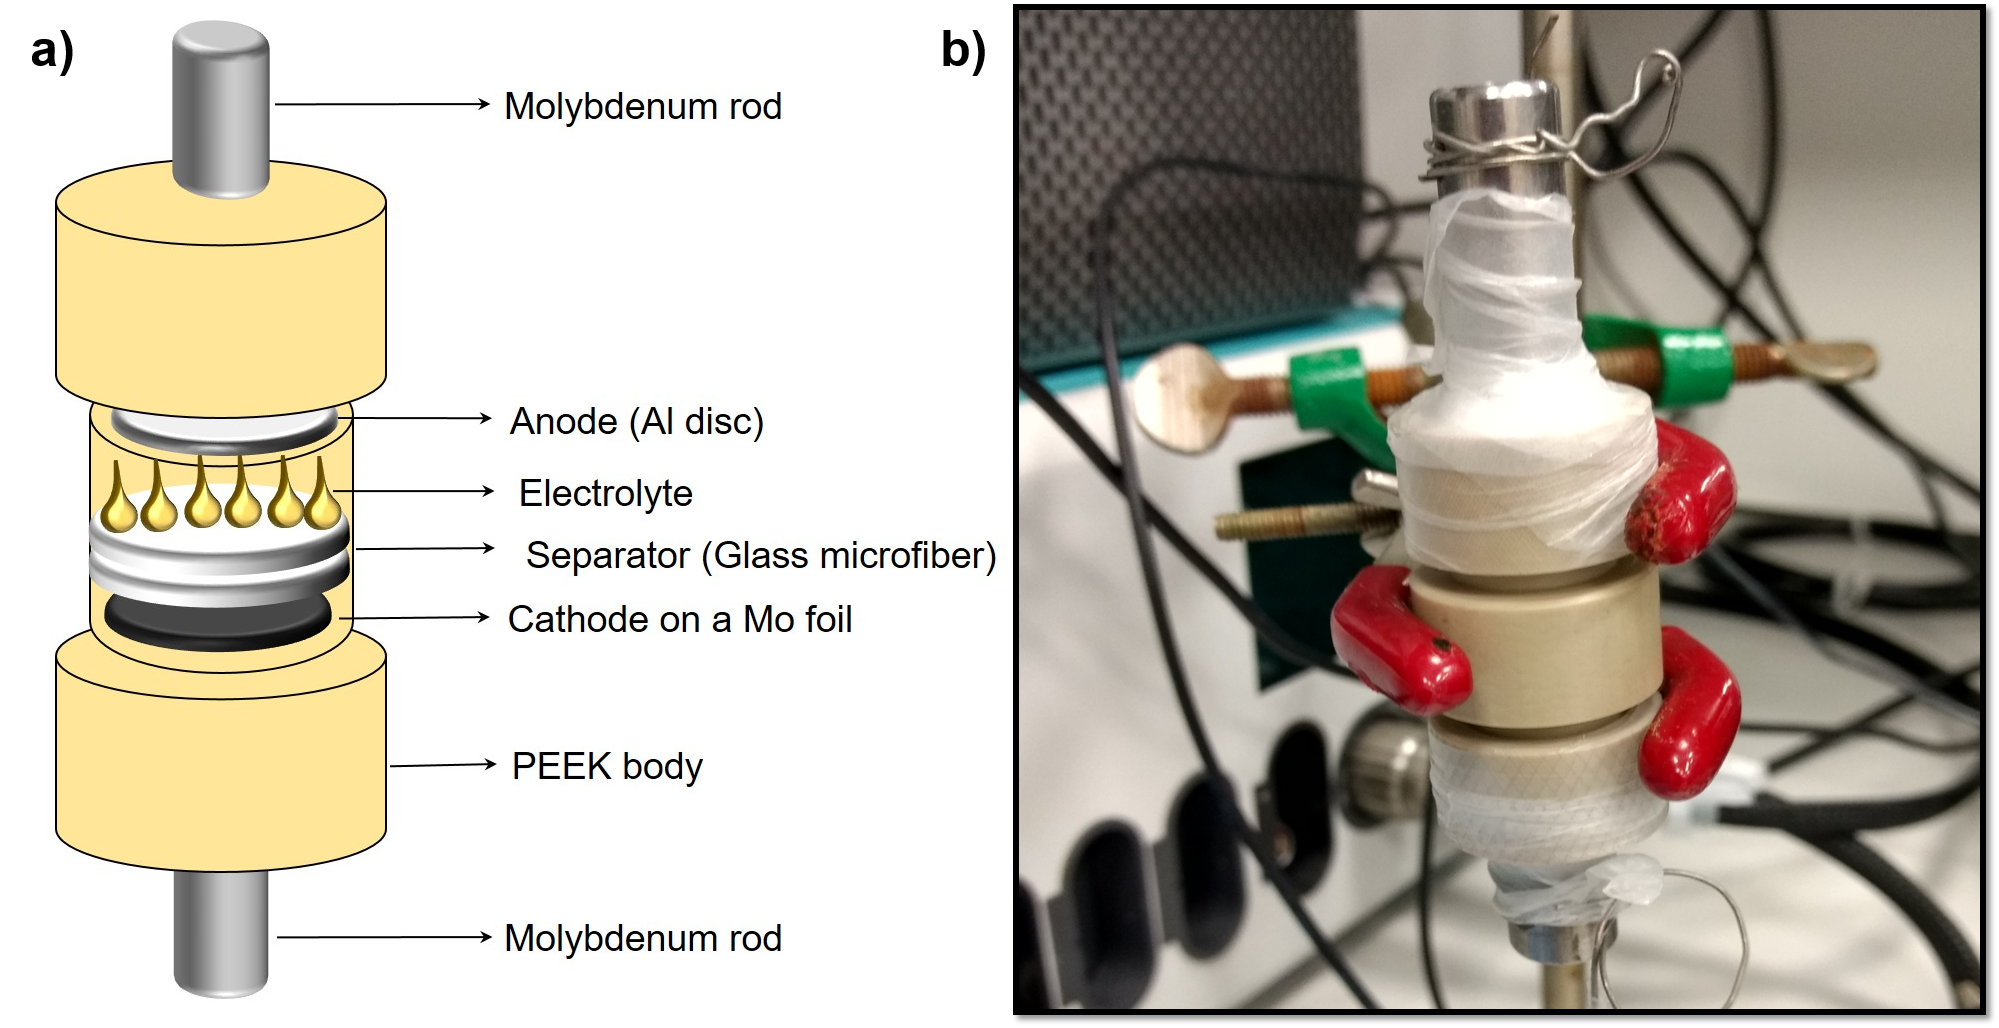 a)
Molybdenum rod
Anode (Al disc)
Electrolyte
Separator (Glass microfiber)
Cathode on a Mo foil
PEEK body
Molybdenum rod
b)